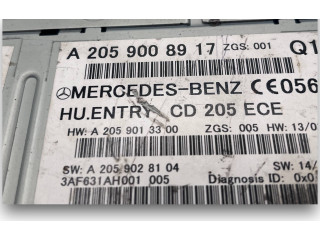 A 205 900 89 17 ZGS: 001 Q1
MERCEDES-BENZ CE056
HU.ENTRY CD 205 ECE
HW: A 205 901 33 00 ZGS: 005 HW: 13/0
SW: A 205 902 81 04 SW: 14/
3AF631AH001 005 Diagnosis ID: 0x0